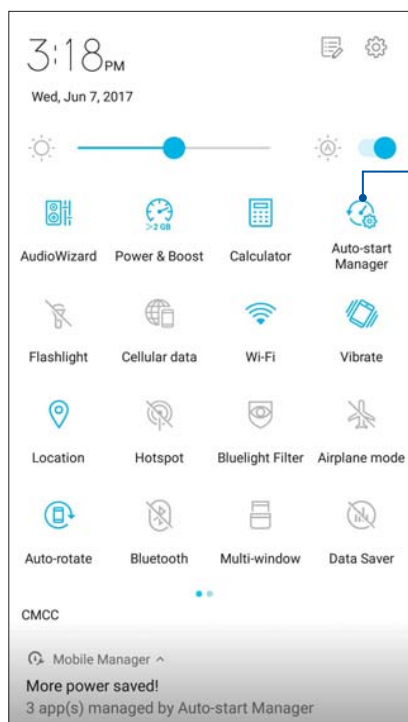 3:18 PM
Wed, Jun 7, 2017
A
>2 GB
AudioWizard Power & Boost Calculator Auto-start
Manager
Flashlight Cellular data Wi-Fi Vibrate
Location Hotspot Bluelight Filter Airplane mode
Auto-rotate Bluetooth Multi-window Data Saver
CMCC
Mobile Manager
More power saved!
3 app(s) managed by Auto-start Manager